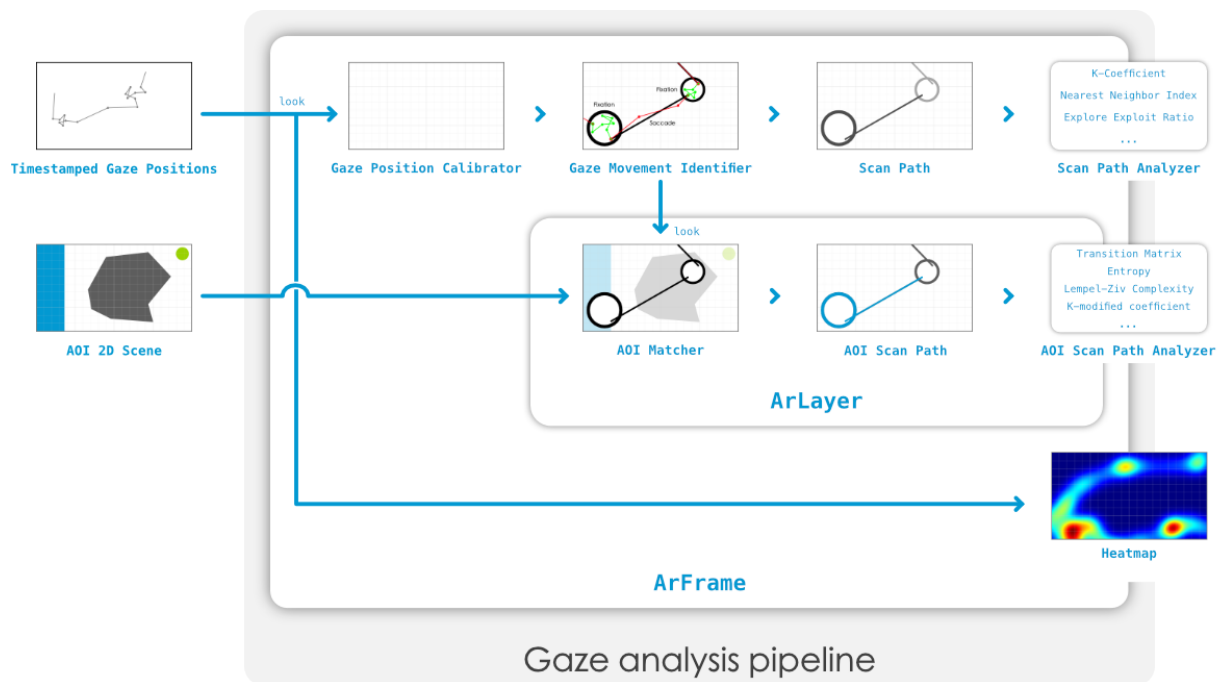 look
Timestamped Gaze Positions
Gaze Position Calibrator
Fixation
Fixation
Saccade
Gaze Movement Identifier
Scan Path
K-Coefficient
Nearest Neighbor Index
Explore Exploit Ratio
...
Scan Path Analyzer
look
AOI 2D Scene
AOI Matcher
AOI Scan Path
Transition Matrix
Entropy
Lempel-Ziv Complexity
K-modified coefficient
...
AOI Scan Path Analyzer
ArLayer
Heatmap
ArFrame
Gaze analysis pipeline